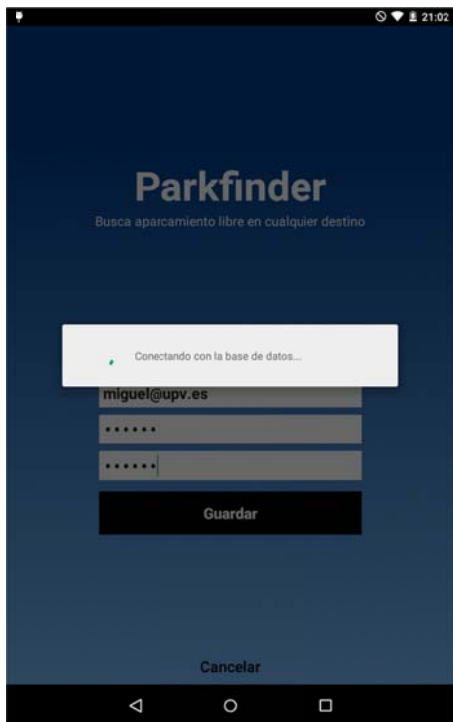 21:02
Parkfinder
Busca aparcamiento libre en cualquier destino
Conectando con la base de datos...
miguel@upv.es
••••••
••••••
Guardar
Cancelar